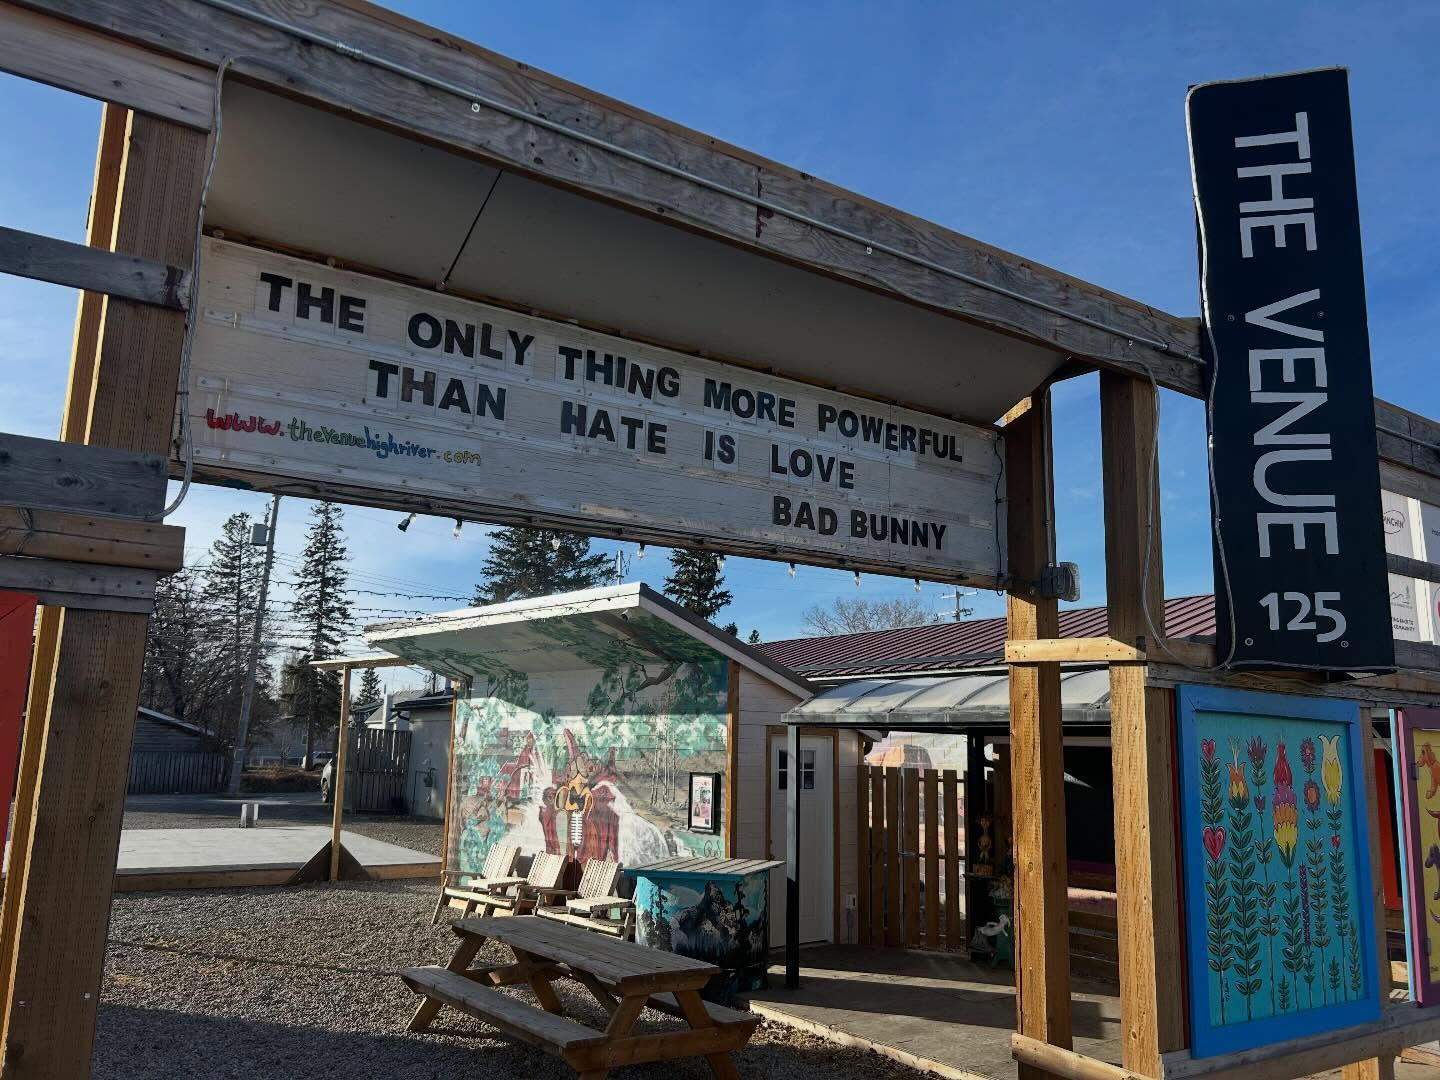 THE ONLY THING MORE POWERFUL
THAN HATE IS LOVE
BAD BUNNY
www.thevenuehighriver.com
THE VENUE 125